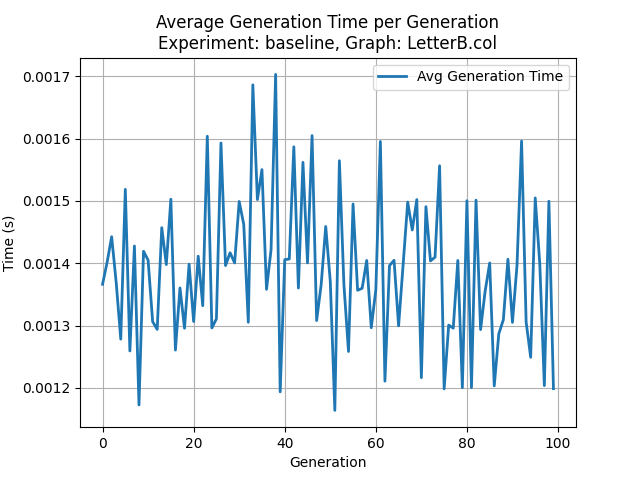 Average Generation Time per Generation
Experiment: baseline, Graph: LetterB.col
Avg Generation Time
0.0017
0.0016
0.0015
0.0014
0.0013
0.0012
Time (s)
0 20 40 60 80 100
Generation